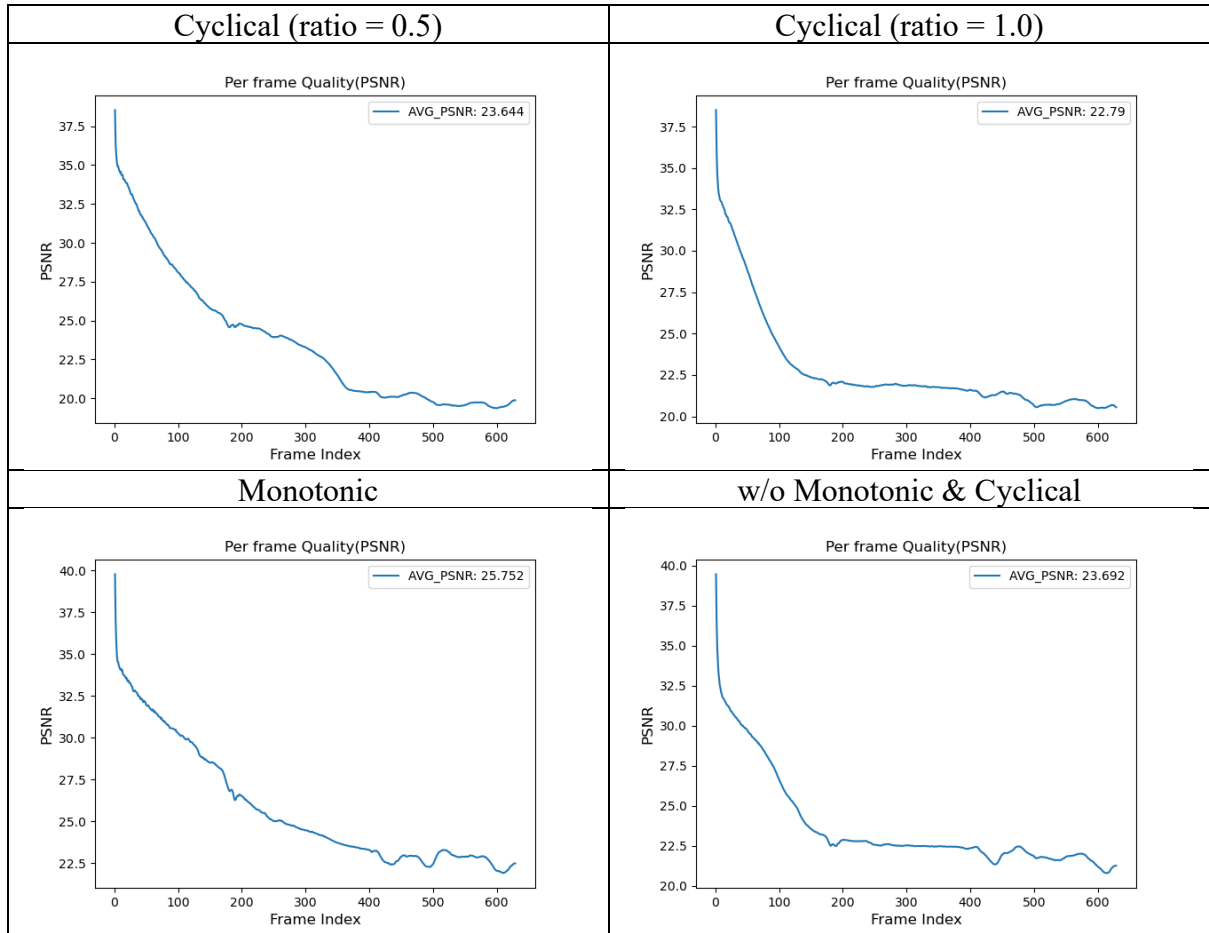 Cyclical (ratio = 0.5)
Cyclical (ratio = 1.0)
Per frame Quality(PSNR)
AVG_PSNR: 23.644
37.5
35.0
32.5
30.0
27.5
25.0
22.5
20.0
PSNR
0 100 200 300 400 500 600
Frame Index
Per frame Quality(PSNR)
AVG_PSNR: 22.79
37.5
35.0
32.5
30.0
27.5
25.0
22.5
20.0
PSNR
0 100 200 300 400 500 600
Frame Index
Monotonic
w/o Monotonic & Cyclical
Per frame Quality(PSNR)
AVG_PSNR: 25.752
40.0
37.5
35.0
32.5
30.0
27.5
25.0
22.5
PSNR
0 100 200 300 400 500 600
Frame Index
Per frame Quality(PSNR)
AVG_PSNR: 23.692
40.0
37.5
35.0
32.5
30.0
27.5
25.0
22.5
20.0
PSNR
0 100 200 300 400 500 600
Frame Index